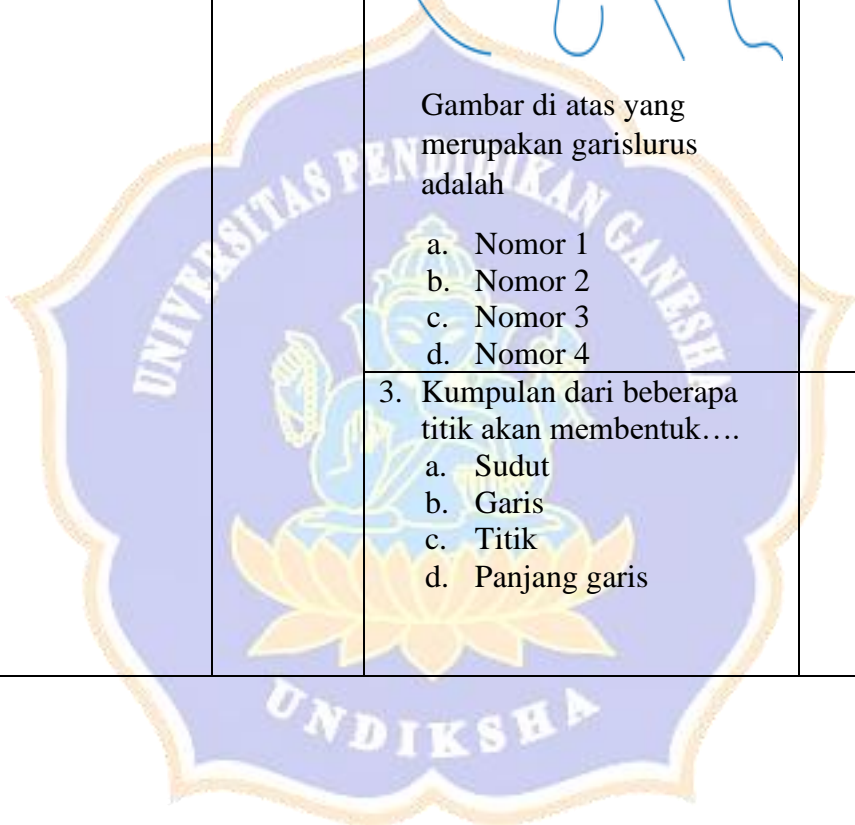 Gambar di atas yang
merupakan garislurus
adalah
a. Nomor 1
b. Nomor 2
c. Nomor 3
d. Nomor 4
3. Kumpulan dari beberapa
titik akan membentuk….
a. Sudut
b. Garis
c. Titik
d. Panjang garis
UNIVERSITAS PENDIDIKAN GANESHA
UNDIKSHA